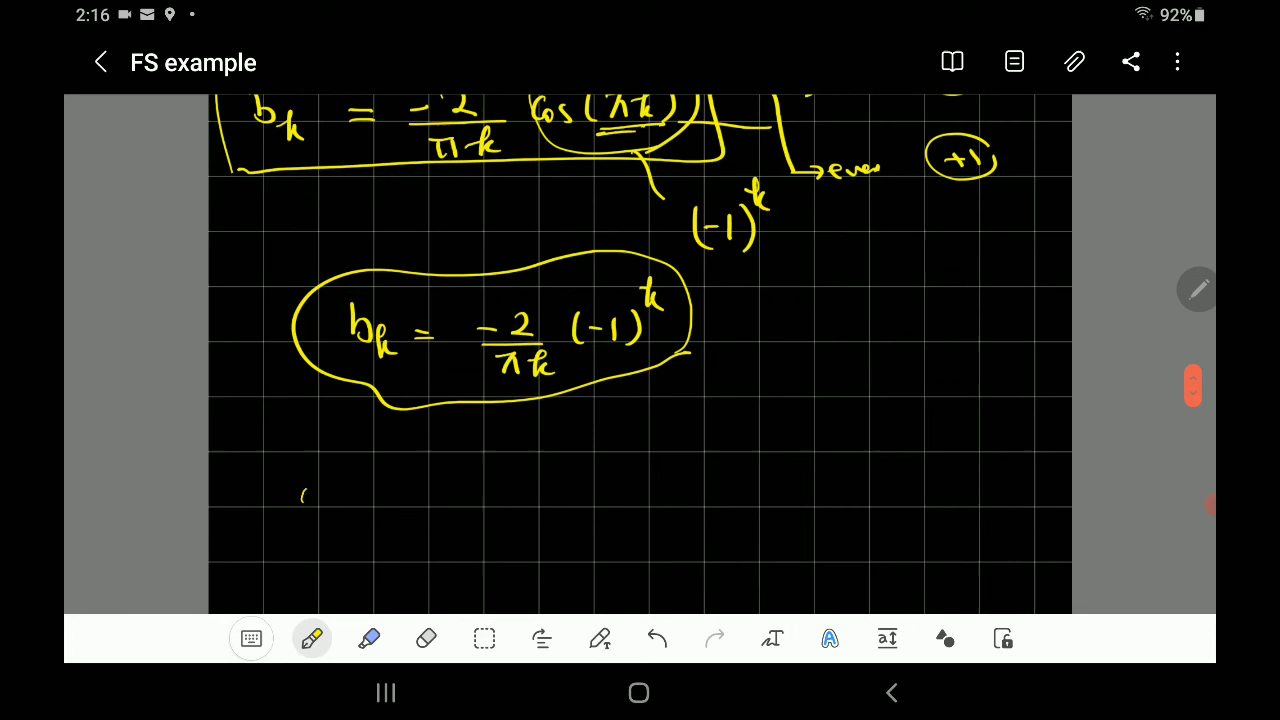 2:16 92%
FS example
b_k = -2/πk cos(πk)
→even +1
(-1)^k
b_k = -2/πk (-1)^k